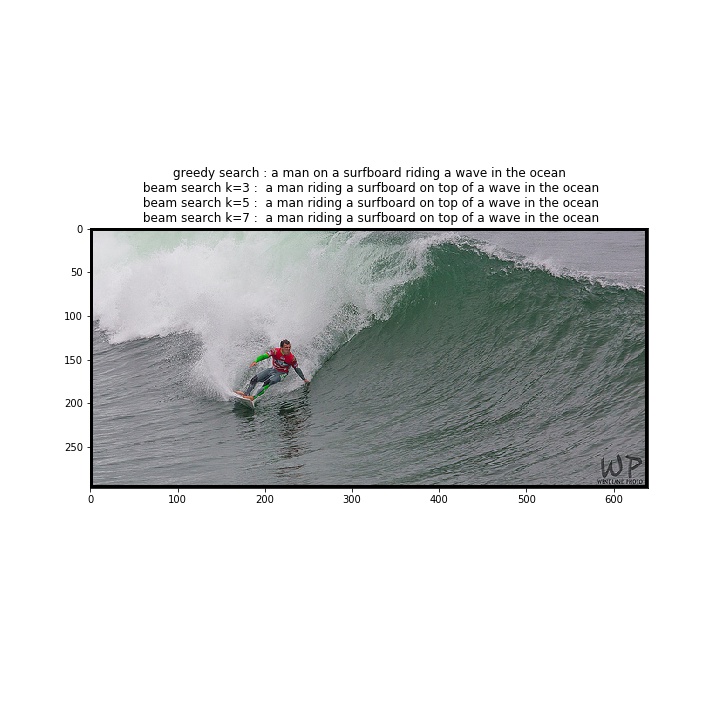 greedy search : a man on a surfboard riding a wave in the ocean
beam search k=3 :  a man riding a surfboard on top of a wave in the ocean
beam search k=5 :  a man riding a surfboard on top of a wave in the ocean
beam search k=7 :  a man riding a surfboard on top of a wave in the ocean
0
50
100
150
200
250
WP
0 100 200 300 400 500 600